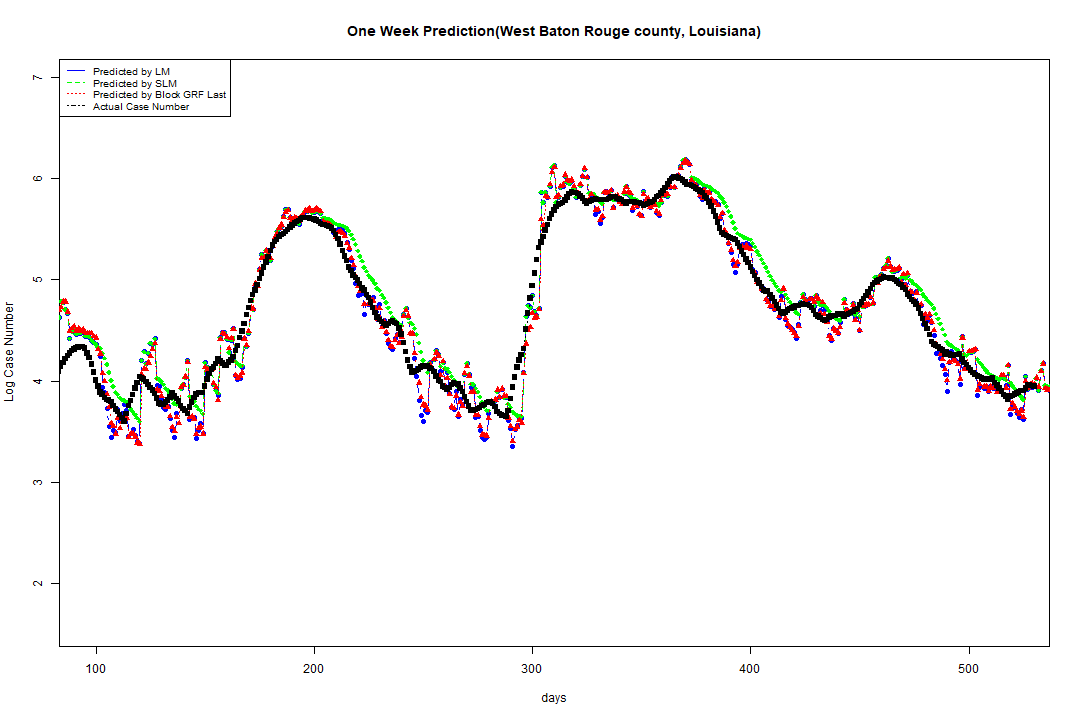 One Week Prediction(West Baton Rouge county, Louisiana)
Predicted by LM
Predicted by SLM
Predicted by Block GRF Last
Actual Case Number
7
6
5
4
3
2
Log Case Number
100 200 300 400 500
days